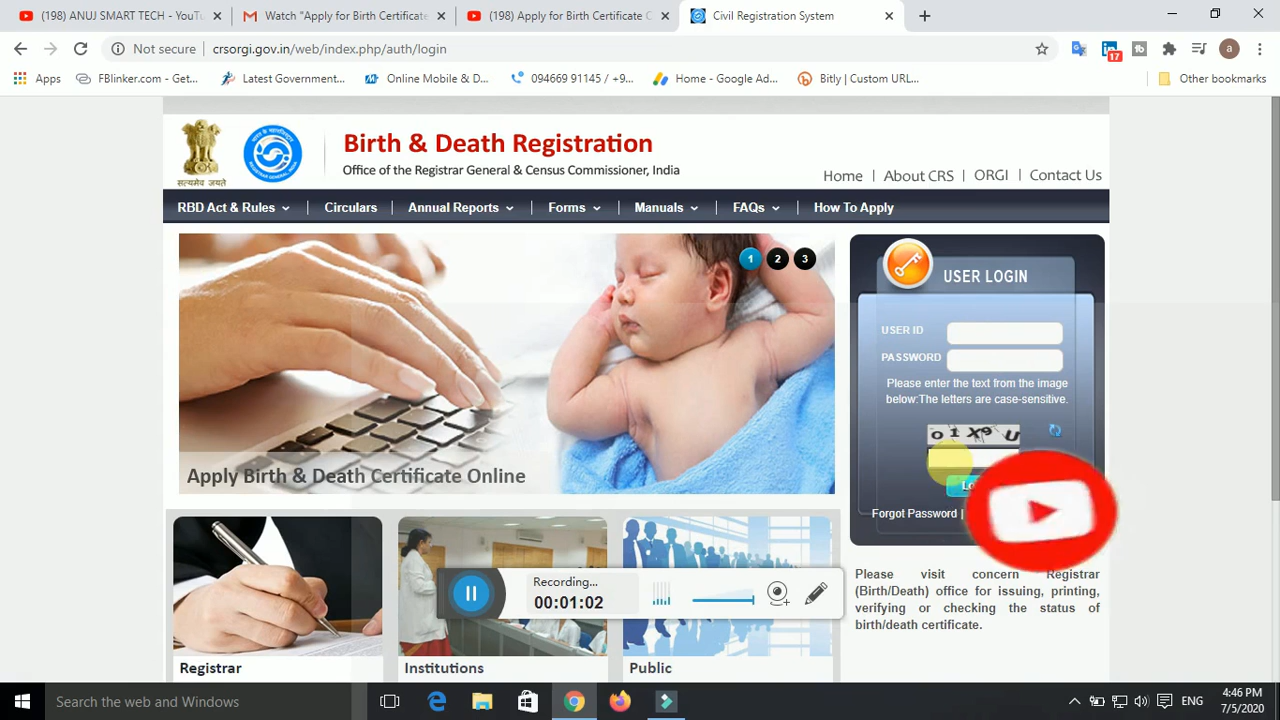 (198) ANUJ SMART TECH - YouTu
Watch "Apply for Birth Certificate
(198) Apply for Birth Certificate C
Civil Registration System
Not secure
crsorgi.gov.in/web/index.php/auth/login
17
a
Apps
FBlinker.com - Get...
Latest Government...
Online Mobile & D...
094669 91145 / +9...
Home - Google Ad...
Bitly | Custom URL...
Other bookmarks
सत्यमेव जयते
Birth & Death Registration
Office of the Registrar General & Census Commissioner, India
Home | About CRS | ORGI | Contact Us
RBD Act & Rules | Circulars | Annual Reports | Forms | Manuals | FAQs | How To Apply
1 2 3
Apply Birth & Death Certificate Online
USER LOGIN
USER ID
PASSWORD
Please enter the text from the image
below:The letters are case-sensitive.
o 1 X 9 U
Lo
Forgot Password |
Please visit concern Registrar
(Birth/Death) office for issuing, printing,
verifying or checking the status of
birth/death certificate.
Recording...
00:01:02
Registrar
Institutions
Public
Search the web and Windows
ENG
4:46 PM
7/5/2020